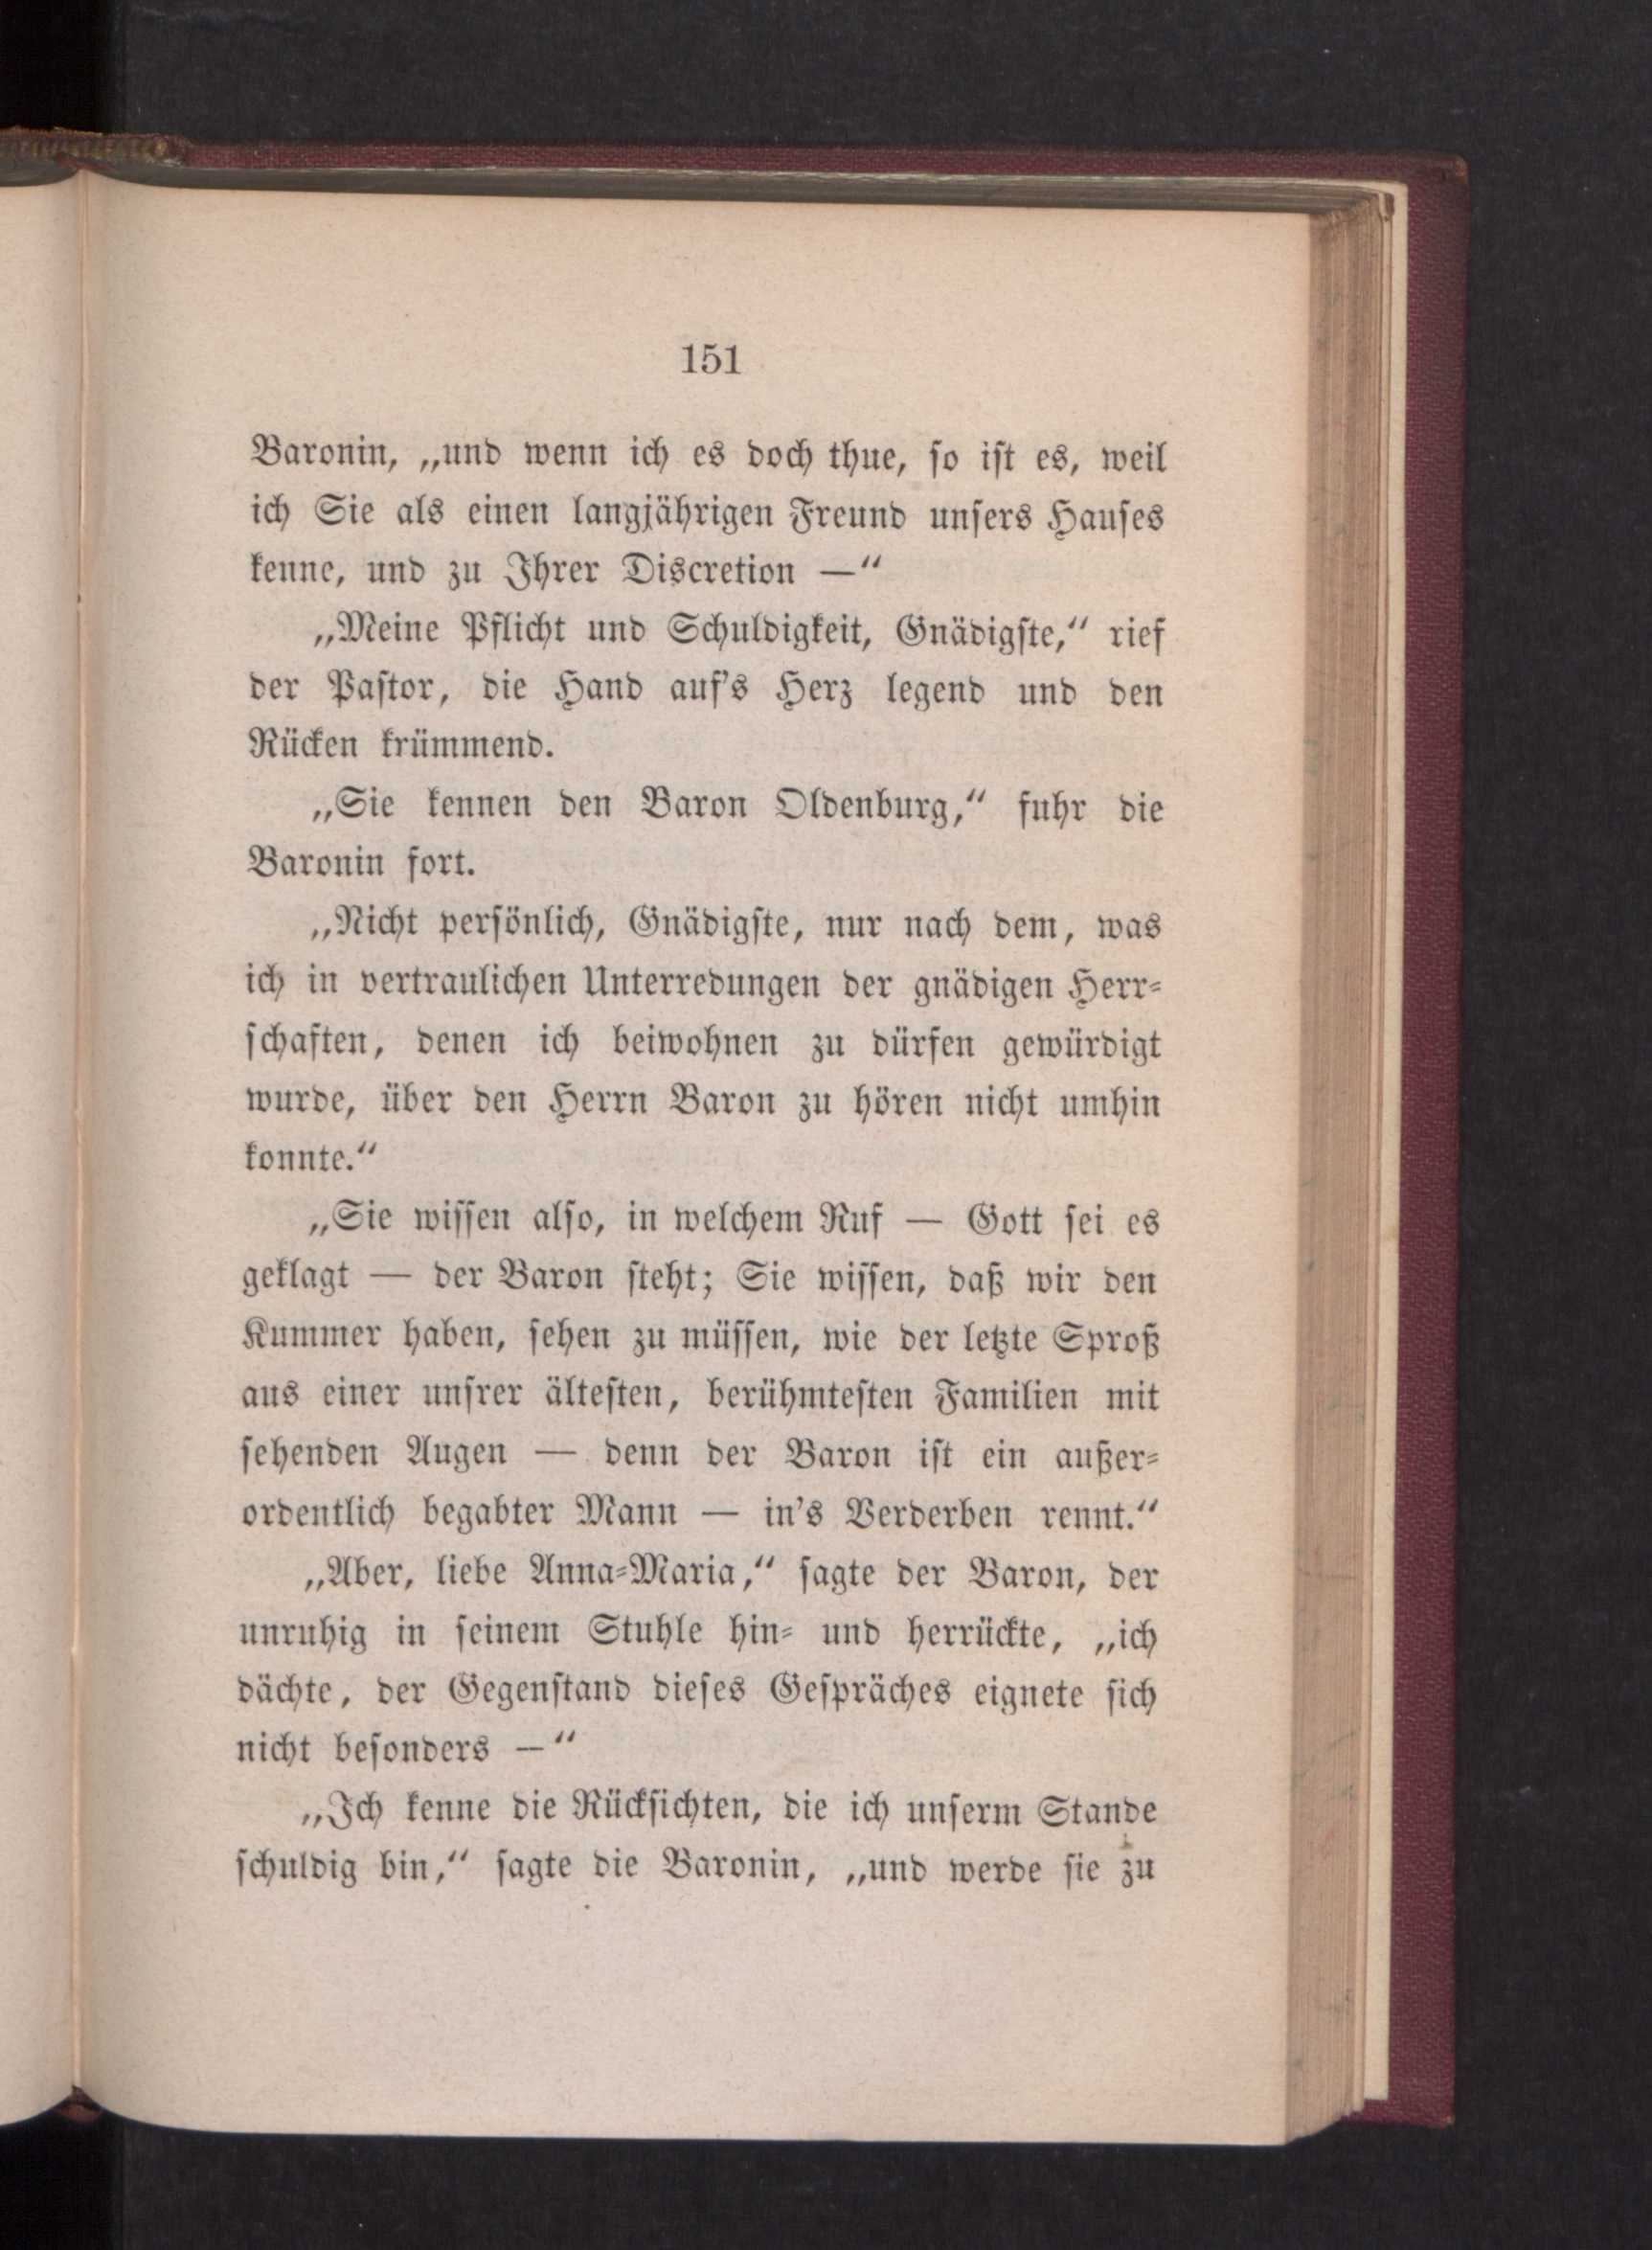 151
Baronin, „und wenn ich es doch thue, so ist es, weil
ich Sie als einen langjährigen Freund unsers Hauses
kenne, und zu Ihrer Discretion —“
„Meine Pflicht und Schuldigkeit, Gnädigste,“ rief
der Pastor, die Hand auf's Herz legend und den
Rücken krümmend.
„Sie kennen den Baron Oldenburg,“ fuhr die
Baronin fort.
„Nicht persönlich, Gnädigste, nur nach dem, was
ich in vertraulichen Unterredungen der gnädigen Herr-
schaften, denen ich beiwohnen zu dürfen gewürdigt
wurde, über den Herrn Baron zu hören nicht umhin
konnte.“
„Sie wissen also, in welchem Ruf — Gott sei es
geklagt — der Baron steht; Sie wissen, daß wir den
Kummer haben, sehen zu müssen, wie der letzte Sproß
aus einer unsrer ältesten, berühmtesten Familien mit
sehenden Augen — denn der Baron ist ein außer-
ordentlich begabter Mann — in's Verderben rennt.“
„Aber, liebe Anna-Maria,“ sagte der Baron, der
unruhig in seinem Stuhle hin- und herrückte, „ich
dächte, der Gegenstand dieses Gespräches eignete sich
nicht besonders —“
„Ich kenne die Rücksichten, die ich unserm Stande
schuldig bin,“ sagte die Baronin, „und werde sie zu